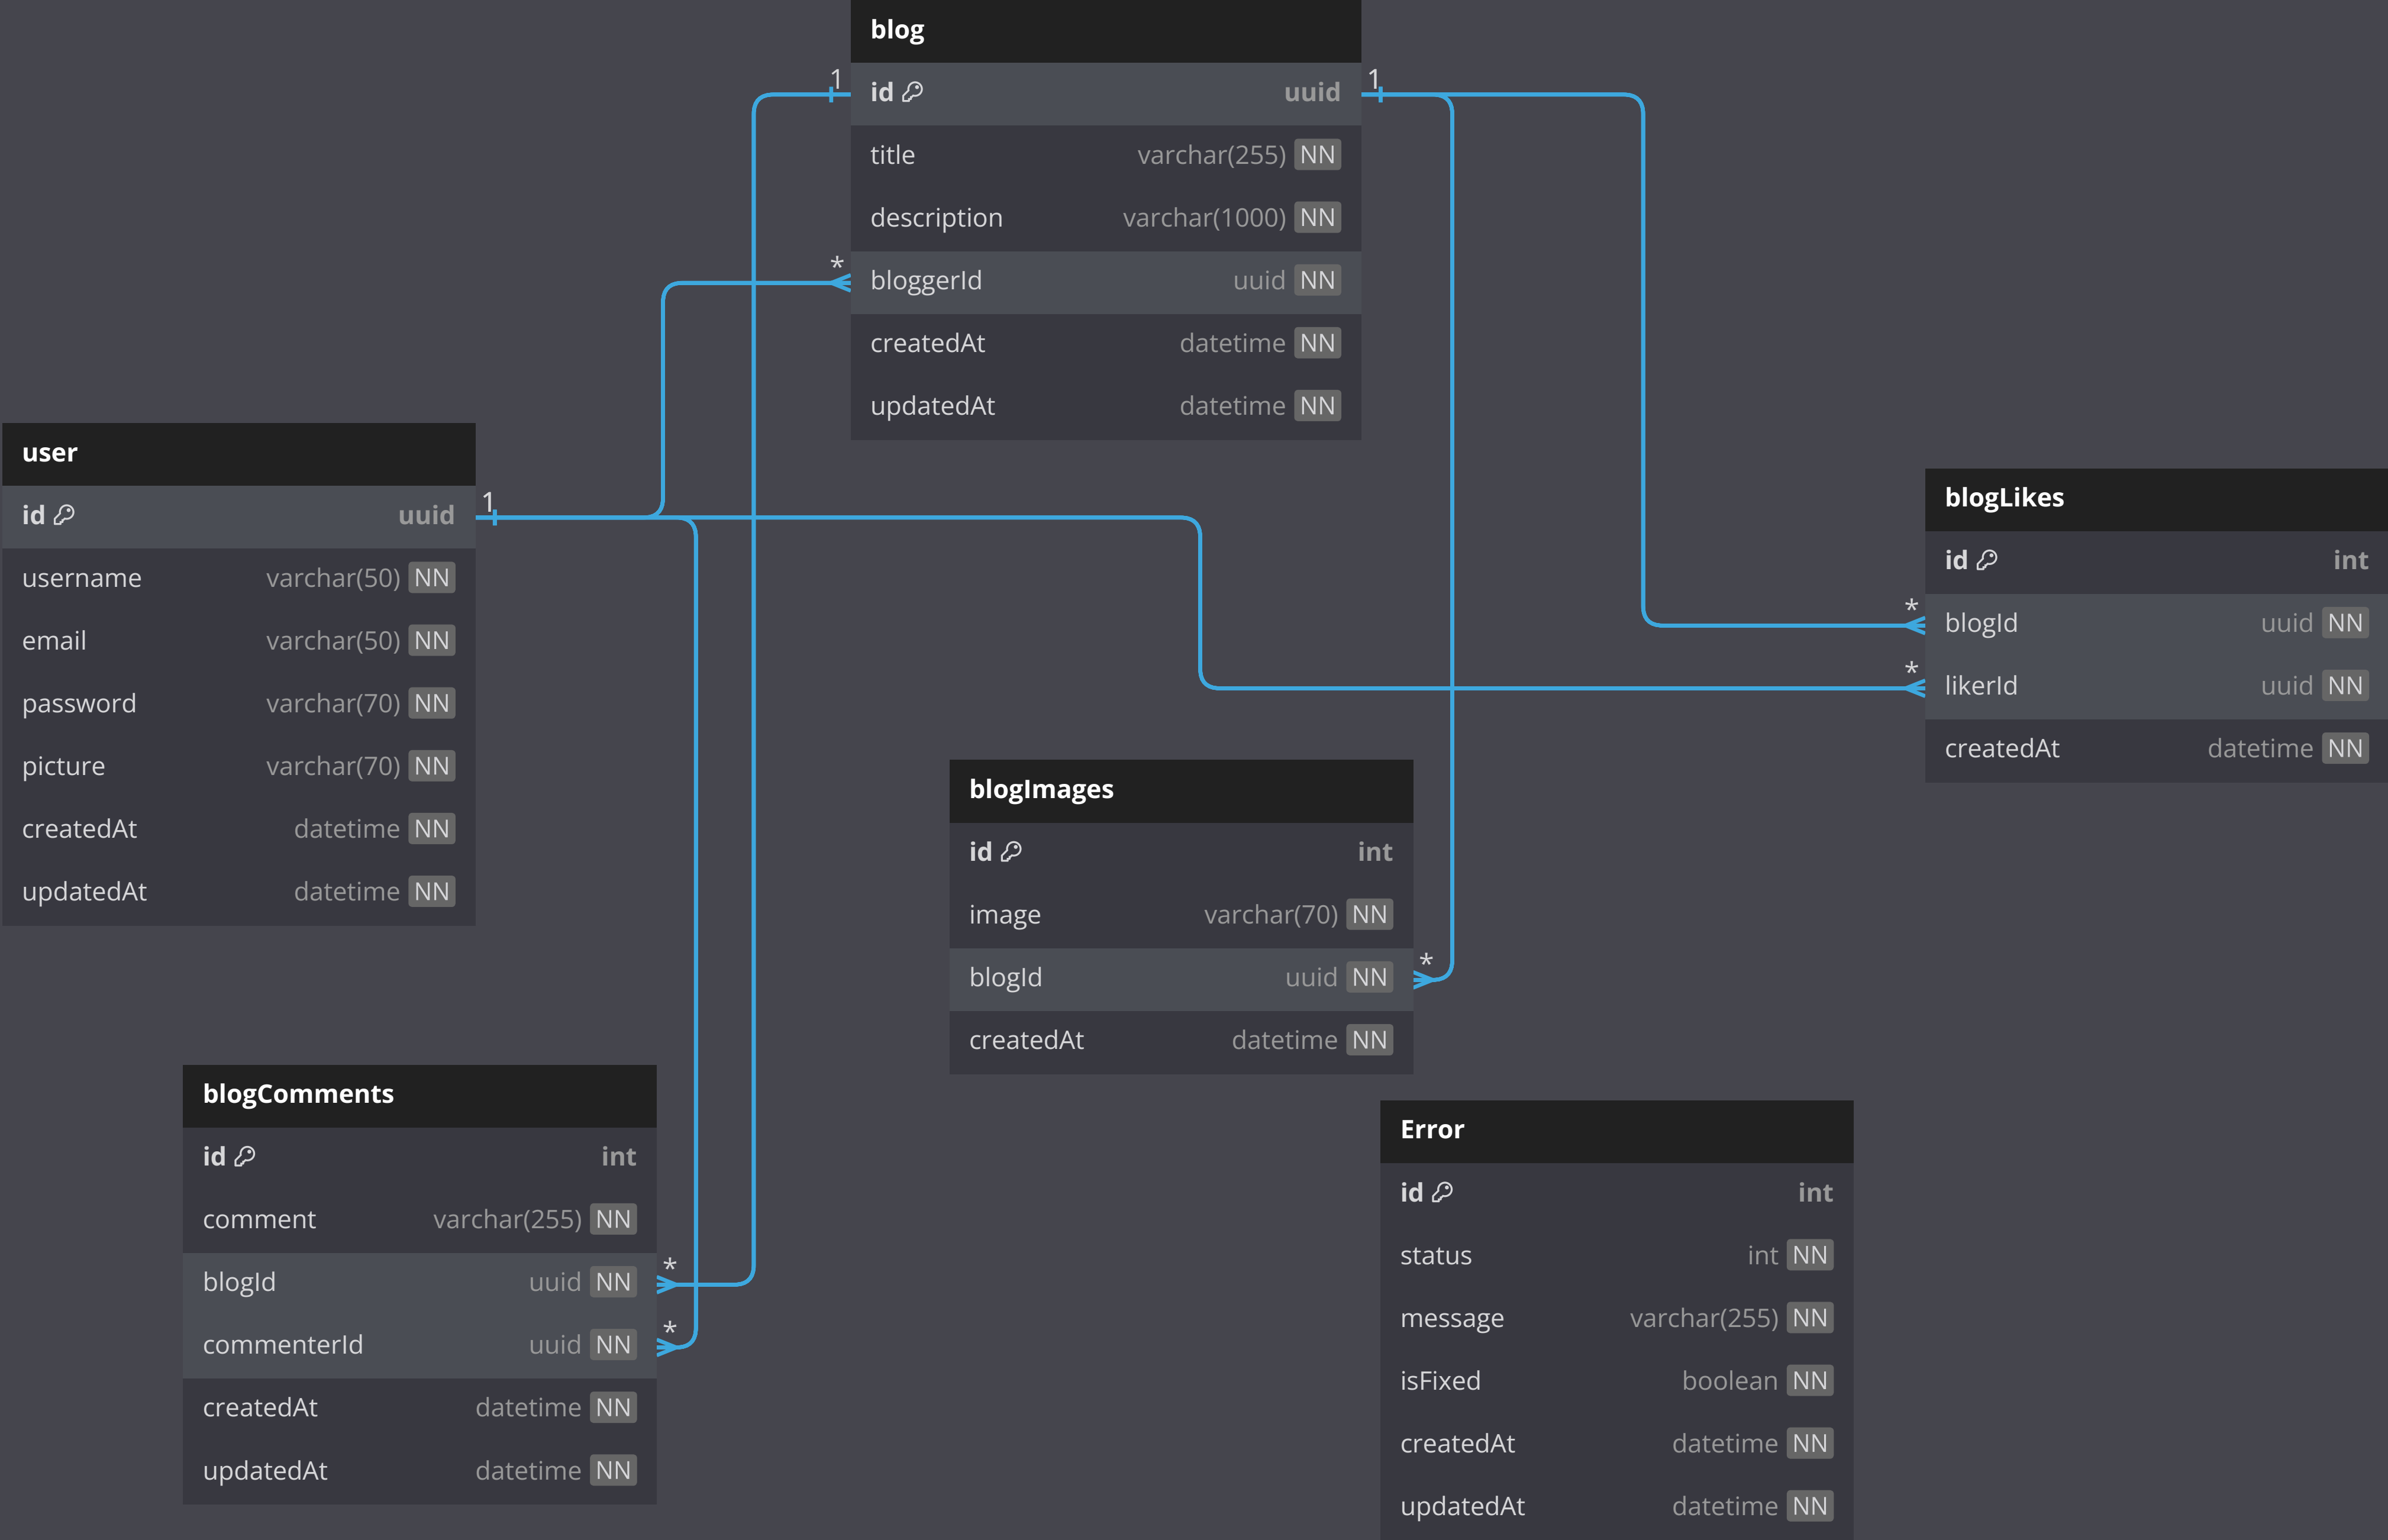 blog
1
id uuid
1
title varchar(255) NN
description varchar(1000) NN
*
bloggerId uuid NN
createdAt datetime NN
updatedAt datetime NN
user
1
id uuid
username varchar(50) NN
email varchar(50) NN
password varchar(70) NN
picture varchar(70) NN
createdAt datetime NN
updatedAt datetime NN
blogLikes
id int
*
blogId uuid NN
*
likerId uuid NN
createdAt datetime NN
blogImages
id int
image varchar(70) NN
*
blogId uuid NN
createdAt datetime NN
blogComments
id int
comment varchar(255) NN
*
blogId uuid NN
*
commenterId uuid NN
createdAt datetime NN
updatedAt datetime NN
Error
id int
status int NN
message varchar(255) NN
isFixed boolean NN
createdAt datetime NN
updatedAt datetime NN